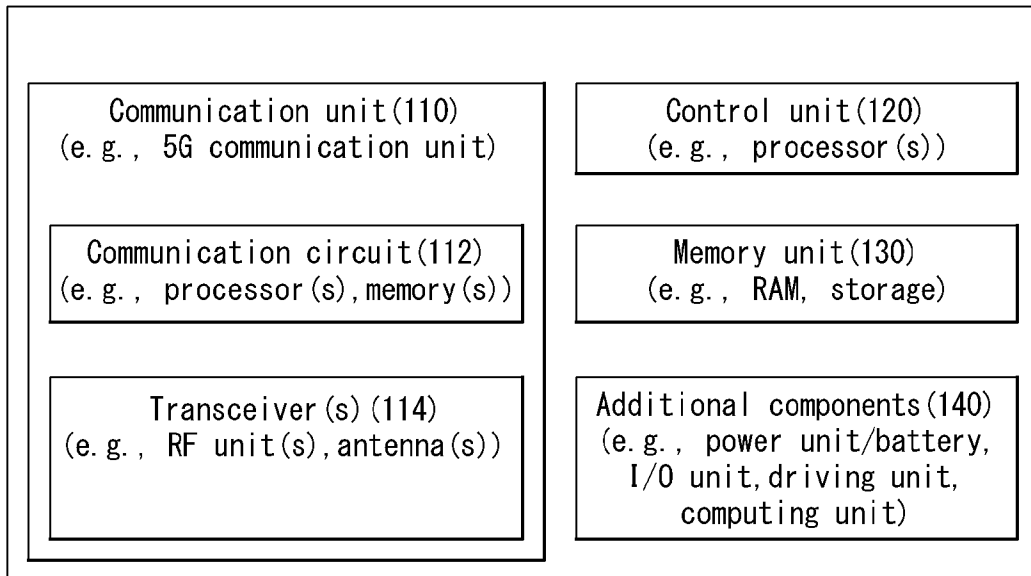 Communication unit(110)
(e.g., 5G communication unit)
Communication circuit(112)
(e.g., processor(s),memory(s))
Transceiver(s)(114)
(e.g., RF unit(s),antenna(s))
Control unit(120)
(e.g., processor(s))
Memory unit(130)
(e.g., RAM, storage)
Additional components(140)
(e.g., power unit/battery,
I/O unit,driving unit,
computing unit)